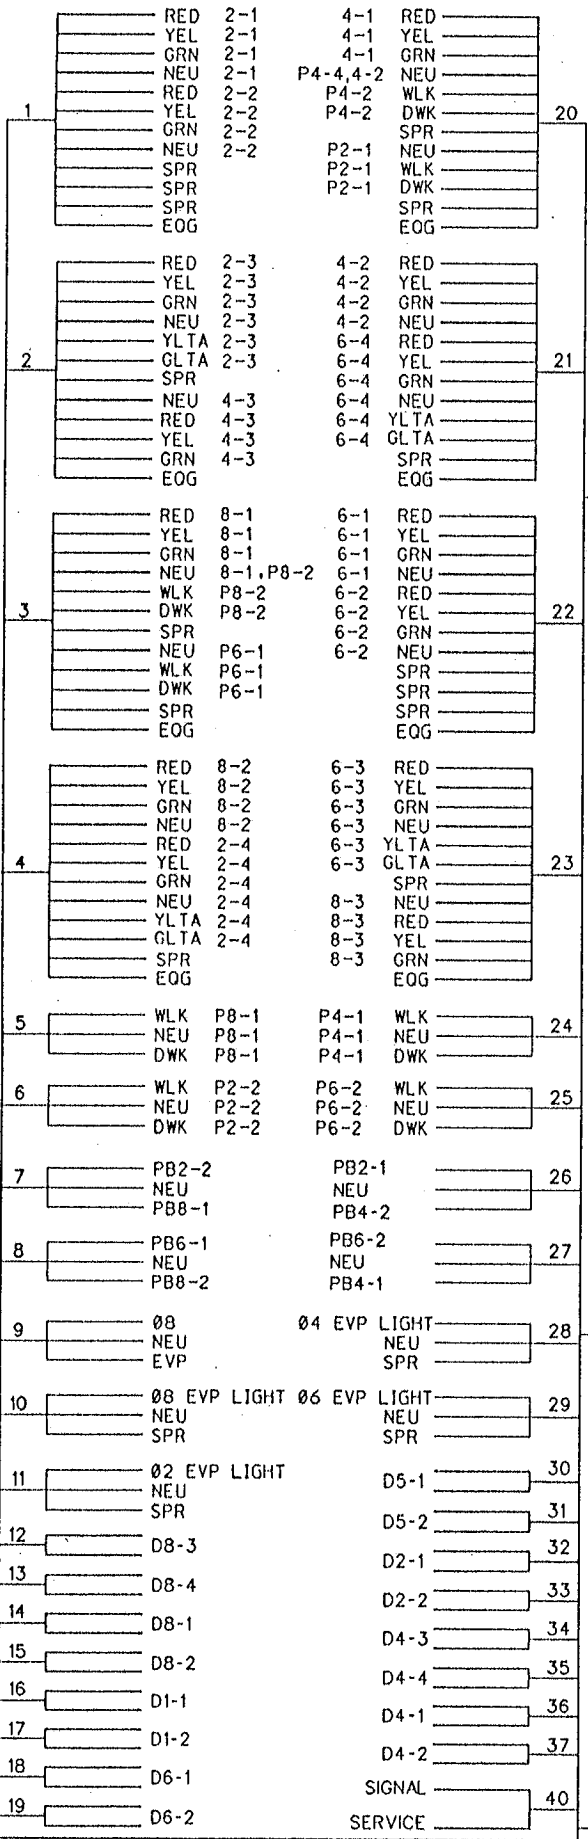 RED 2-1 4-1 RED
YEL 2-1 4-1 YEL
GRN 2-1 4-1 GRN
NEU 2-1 P4-4,4-2 NEU
RED 2-2 P4-2 WLK
1 YEL 2-2 P4-2 DWK 20
GRN 2-2 SPR
NEU 2-2 P2-1 NEU
SPR P2-1 WLK
SPR P2-1 DWK
SPR SPR
EQG EQG
RED 2-3 4-2 RED
YEL 2-3 4-2 YEL
GRN 2-3 4-2 GRN
NEU 2-3 4-2 NEU
YLTA 2-3 6-4 RED
2 GLTA 2-3 6-4 YEL 21
SPR 6-4 GRN
NEU 4-3 6-4 NEU
RED 4-3 6-4 YLTA
YEL 4-3 6-4 GLTA
GRN 4-3 SPR
EQG EQG
RED 8-1 6-1 RED
YEL 8-1 6-1 YEL
GRN 8-1 6-1 GRN
NEU 8-1,P8-2 6-1 NEU
WLK P8-2 6-2 RED
3 DWK P8-2 6-2 YEL 22
SPR 6-2 GRN
NEU P6-1 6-2 NEU
WLK P6-1 SPR
DWK P6-1 SPR
SPR SPR
EQG EQG
RED 8-2 6-3 RED
YEL 8-2 6-3 YEL
GRN 8-2 6-3 GRN
NEU 8-2 6-3 NEU
RED 2-4 6-3 YLTA
4 YEL 2-4 6-3 GLTA 23
GRN 2-4 SPR
NEU 2-4 8-3 NEU
YLTA 2-4 8-3 RED
GLTA 2-4 8-3 YEL
SPR 8-3 GRN
EQG EQG
WLK P8-1 P4-1 WLK
5 NEU P8-1 P4-1 NEU 24
DWK P8-1 P4-1 DWK
WLK P2-2 P6-2 WLK
6 NEU P2-2 P6-2 NEU 25
DWK P2-2 P6-2 DWK
PB2-2 PB2-1
7 NEU NEU 26
PB8-1 PB4-2
PB6-1 PB6-2
8 NEU NEU 27
PB8-2 PB4-1
Ø8 Ø4 EVP LIGHT
9 NEU NEU 28
EVP SPR
Ø8 EVP LIGHT Ø6 EVP LIGHT
10 NEU NEU 29
SPR SPR
Ø2 EVP LIGHT
11 NEU D5-1 30
SPR
D5-2 31
12 D8-3
D2-1 32
13 D8-4
D2-2 33
14 D8-1
D4-3 34
15 D8-2
D4-4 35
16 D1-1
D4-1 36
17 D1-2
D4-2 37
18 D6-1
SIGNAL
40
19 D6-2
SERVICE